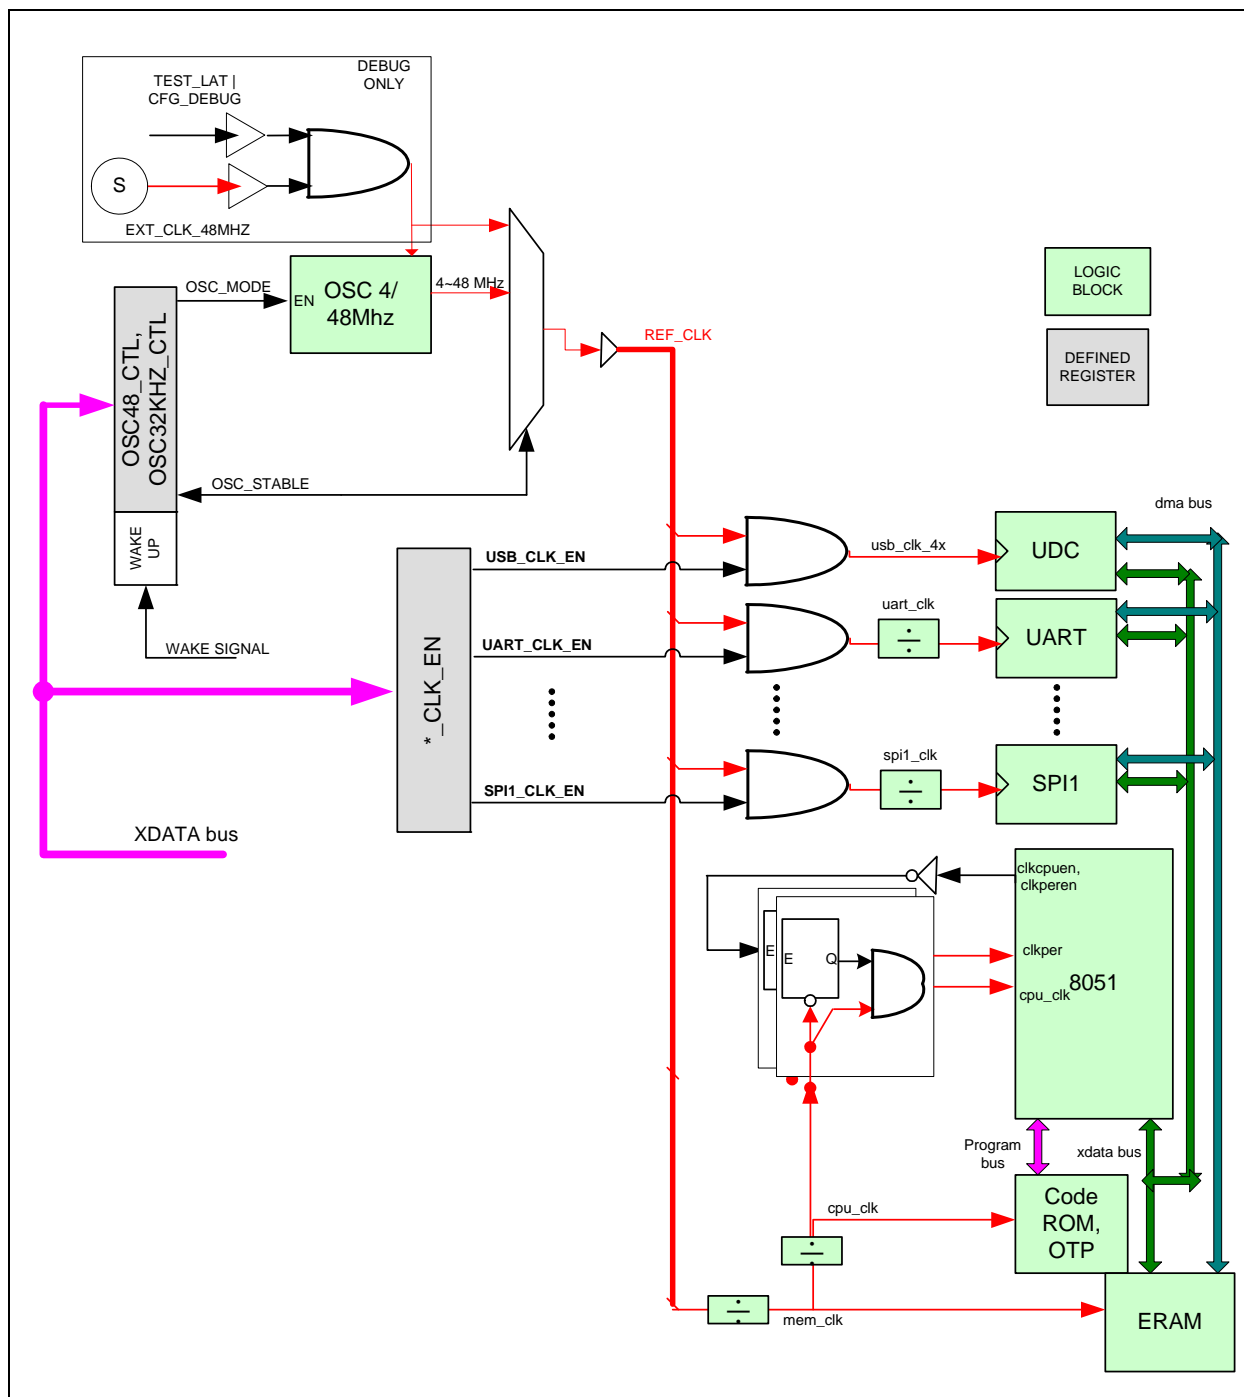 DEBUG
ONLY
TEST_LAT |
CFG_DEBUG
S
EXT_CLK_48MHZ
OSC_MODE
EN
OSC 4/
48Mhz
4~48 MHz
LOGIC
BLOCK
REF_CLK
DEFINED
REGISTER
OSC48_CTL,
OSC32KHZ_CTL
OSC_STABLE
WAKE
UP
WAKE SIGNAL
dma bus
*_CLK_EN
USB_CLK_EN
usb_clk_4x
UDC
UART_CLK_EN
uart_clk
÷
UART
SPI1_CLK_EN
spi1_clk
÷
SPI1
XDATA bus
clkcpuen,
clkperen
E
E
Q
clkper
cpu_clk
8051
Program
bus
xdata bus
cpu_clk
÷
Code
ROM,
OTP
÷
mem_clk
ERAM